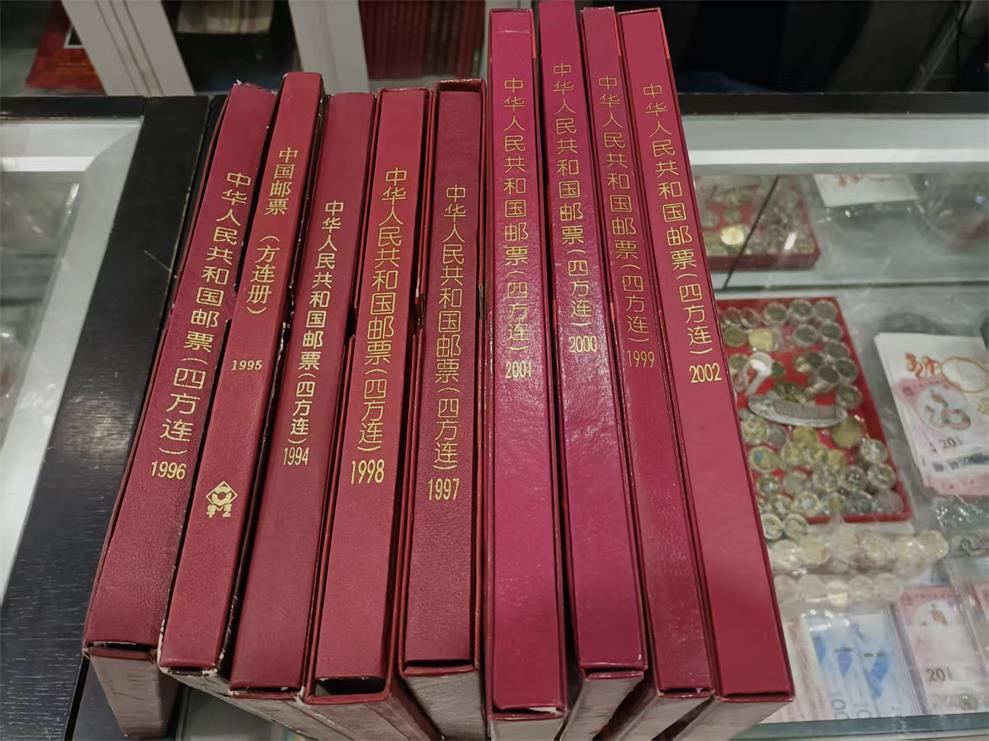 中华人民共和国邮票(四方连)1996
中国邮票(方连册)1995
中华人民共和国邮票(四方连)1994
中华人民共和国邮票(四方连)1998
中华人民共和国邮票(四方连)1997
中华人民共和国邮票(四方连)2001
中华人民共和国邮票(四方连)2000
中华人民共和国邮票(四方连)1999
中华人民共和国邮票(四方连)2002
201
201